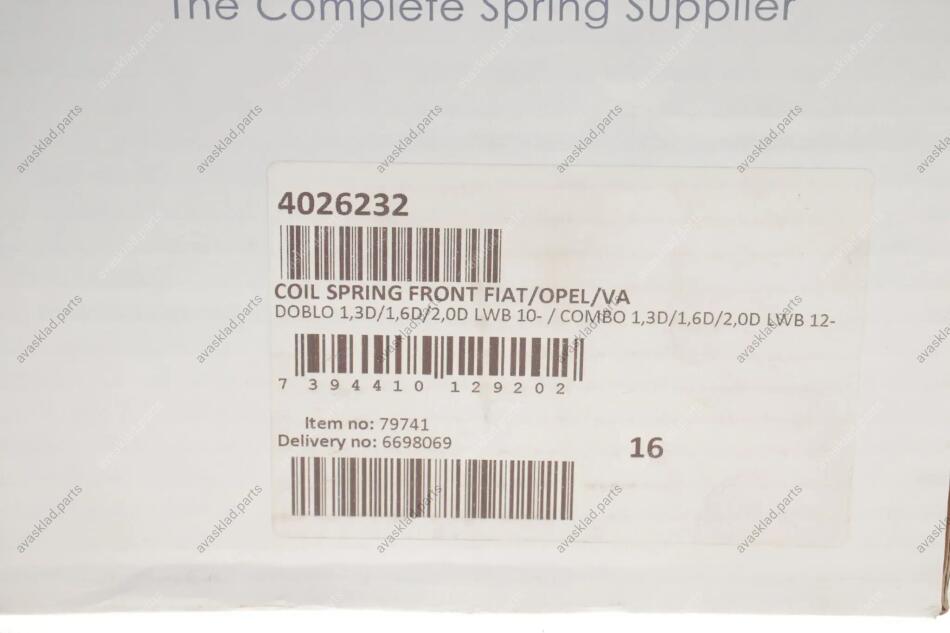 The Complete Spring Supplier
4026232
COIL SPRING FRONT FIAT/OPEL/VA
DOBLO 1,3D/1,6D/2,0D LWB 10- / COMBO 1,3D/1,6D/2,0D LWB 12-
7 394410 129202
Item no: 79741
Delivery no: 6698069
16
avasklad.parts